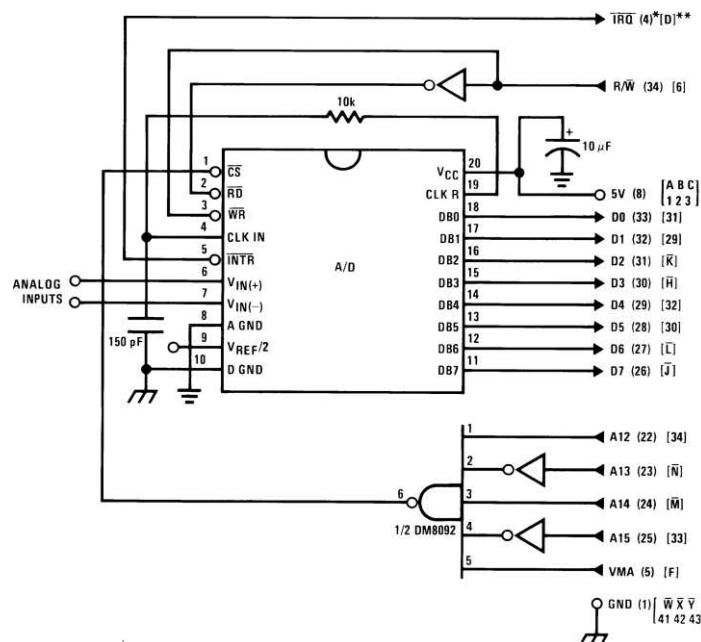 I̅R̅Q̅ (4)*[D]**
R/W̅ (34) [6]
10k
+
10 μF
1 C̅S̅
2 R̅D̅
3 W̅R̅
4 CLK IN
5 I̅N̅T̅R̅
6 VIN(+)
7 VIN(−)
8 A GND
9 VREF/2
10 D GND
ANALOG
INPUTS
150 pF
A/D
VCC 20
CLK R 19
DB0 18
DB1 17
DB2 16
DB3 15
DB4 14
DB5 13
DB6 12
DB7 11
5V (8) [A B C
1 2 3]
D0 (33) [31]
D1 (32) [29]
D2 (31) [K̅]
D3 (30) [H̅]
D4 (29) [32]
D5 (28) [30]
D6 (27) [L̅]
D7 (26) [J̅]
1 A12 (22) [34]
2 A13 (23) [N̅]
6 3 A14 (24) [M̅]
1/2 DM8092
4 A15 (25) [33]
5 VMA (5) [F]
GND (1) [W̅ X̅ Y̅
41 42 43